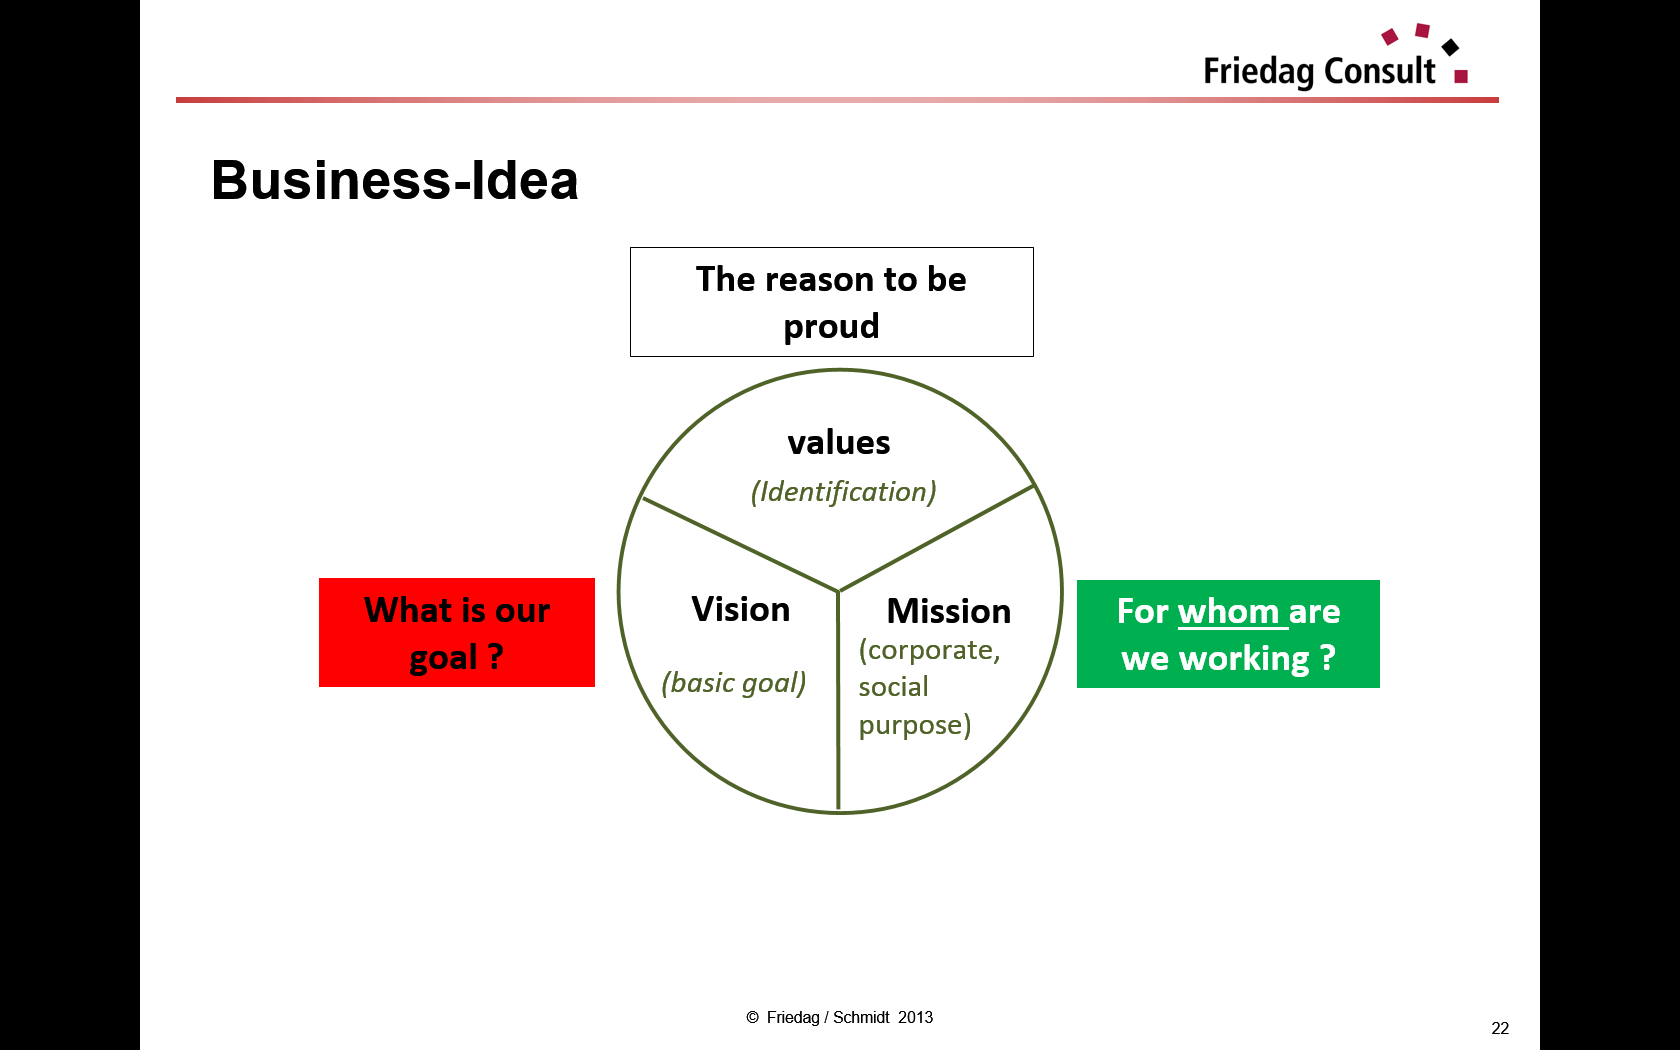 Friedag Consult
Business-Idea
The reason to be
proud
values
(Identification)
What is our
goal ?
Vision
(basic goal)
Mission
(corporate,
social
purpose)
For whom are
we working ?
© Friedag / Schmidt 2013
22